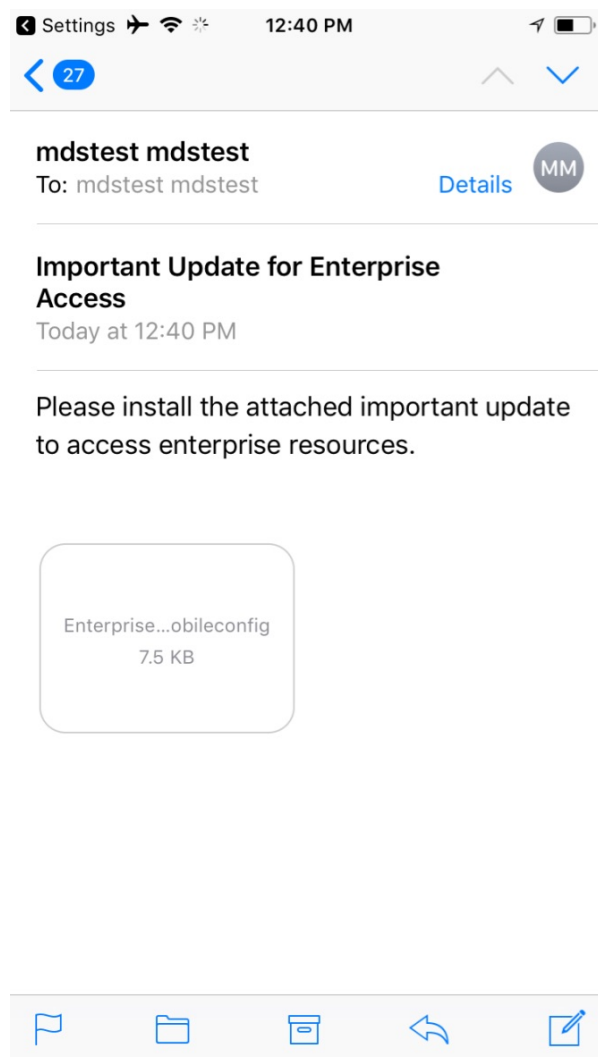 Settings 12:40 PM
27
mdstest mdstest
To: mdstest mdstest Details MM
Important Update for Enterprise
Access
Today at 12:40 PM
Please install the attached important update
to access enterprise resources.
Enterprise...obileconfig
7.5 KB